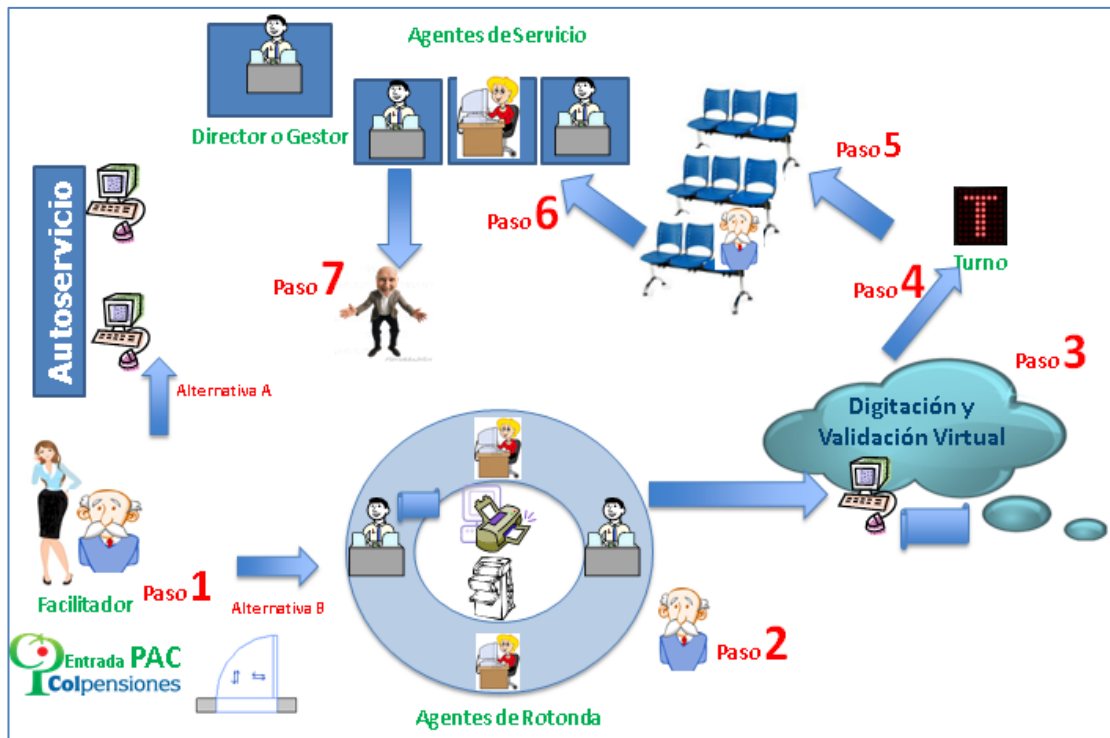 Agentes de Servicio
Director o Gestor
Autoservicio
Paso 5
Paso 6
T
Turno
Paso 7
Paso 4
Paso 3
Alternativa A
Digitación y
Validación Virtual
Paso 1
Facilitador
Alternativa B
Paso 2
Entrada PAC
Colpensiones
Agentes de Rotonda